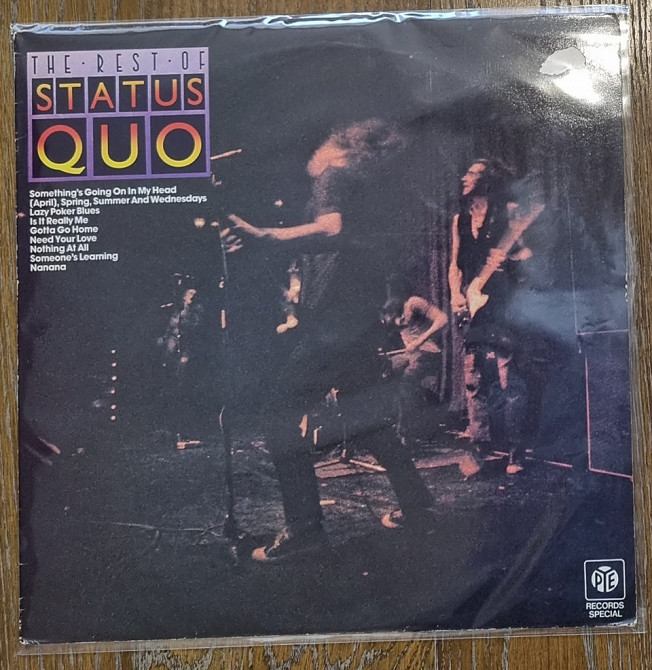 THE·REST·OF
STATUS
QUO
Something's Going On In My Head
(April), Spring, Summer And Wednesdays
Lazy Poker Blues
Is It Really Me
Gotta Go Home
Need Your Love
Nothing At All
Someone's Learning
Nanana
PYE
RECORDS
SPECIAL